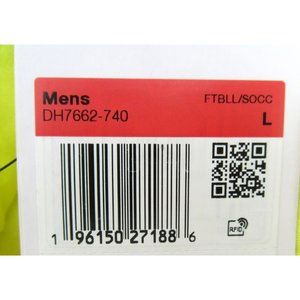 Mens
FTBLL/SOCC
DH7662-740
L
1 96150 27188 6
RFID